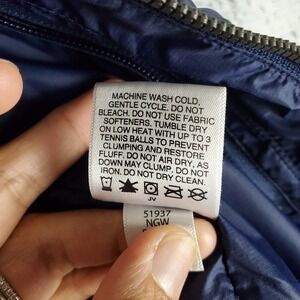 MACHINE WASH COLD,
GENTLE CYCLE. DO NOT
BLEACH. DO NOT USE FABRIC
SOFTENERS. TUMBLE DRY
ON LOW HEAT WITH UP TO 3
TENNIS BALLS TO PREVENT
CLUMPING AND RESTORE
FLUFF. DO NOT AIR DRY, AS
DOWN MAY CLUMP. DO NOT
IRON. DO NOT DRY CLEAN.
JV
51937
NGW